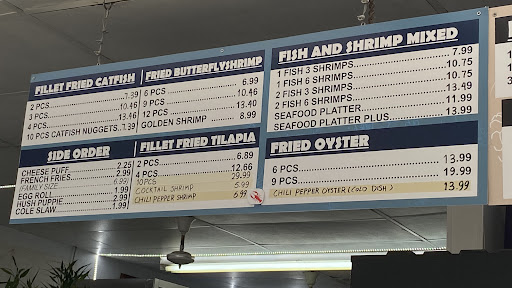 FILLET FRIED CATFISH
2 PCS 7.39
3 PCS 10.46
4 PCS 13.46
10 PCS CATFISH NUGGETS 7.39
FRIED BUTTERFLYSHRIMP
6 PCS 6.99
9 PCS 10.46
12 PCS 13.40
GOLDEN SHRIMP 8.99
FISH AND SHRIMP MIXED
1 FISH 3 SHRIMPS 7.99
1 FISH 6 SHRIMPS 10.75
2 FISH 3 SHRIMPS 10.75
2 FISH 6 SHRIMPS 13.49
SEAFOOD PLATTER 11.99
SEAFOOD PLATTER PLUS 13.99
SIDE ORDER
CHEESE PUFF 2.25
FRENCH FRIES 2.99
(FAMILY SIZE) 6.99
EGG ROLL 1.99
HUSH PUPPIE 2.99
COLE SLAW 1.99
FILLET FRIED TILAPIA
2 PCS 6.89
4 PCS 12.66
10 PCS 29.99
COCKTAIL SHRIMP 5.99
CHILI PEPPER SHRIMP 6.99
FRIED OYSTER
6 PCS 13.99
9 PCS 19.99
CHILI PEPPER OYSTER (COLD DISH) 13.99